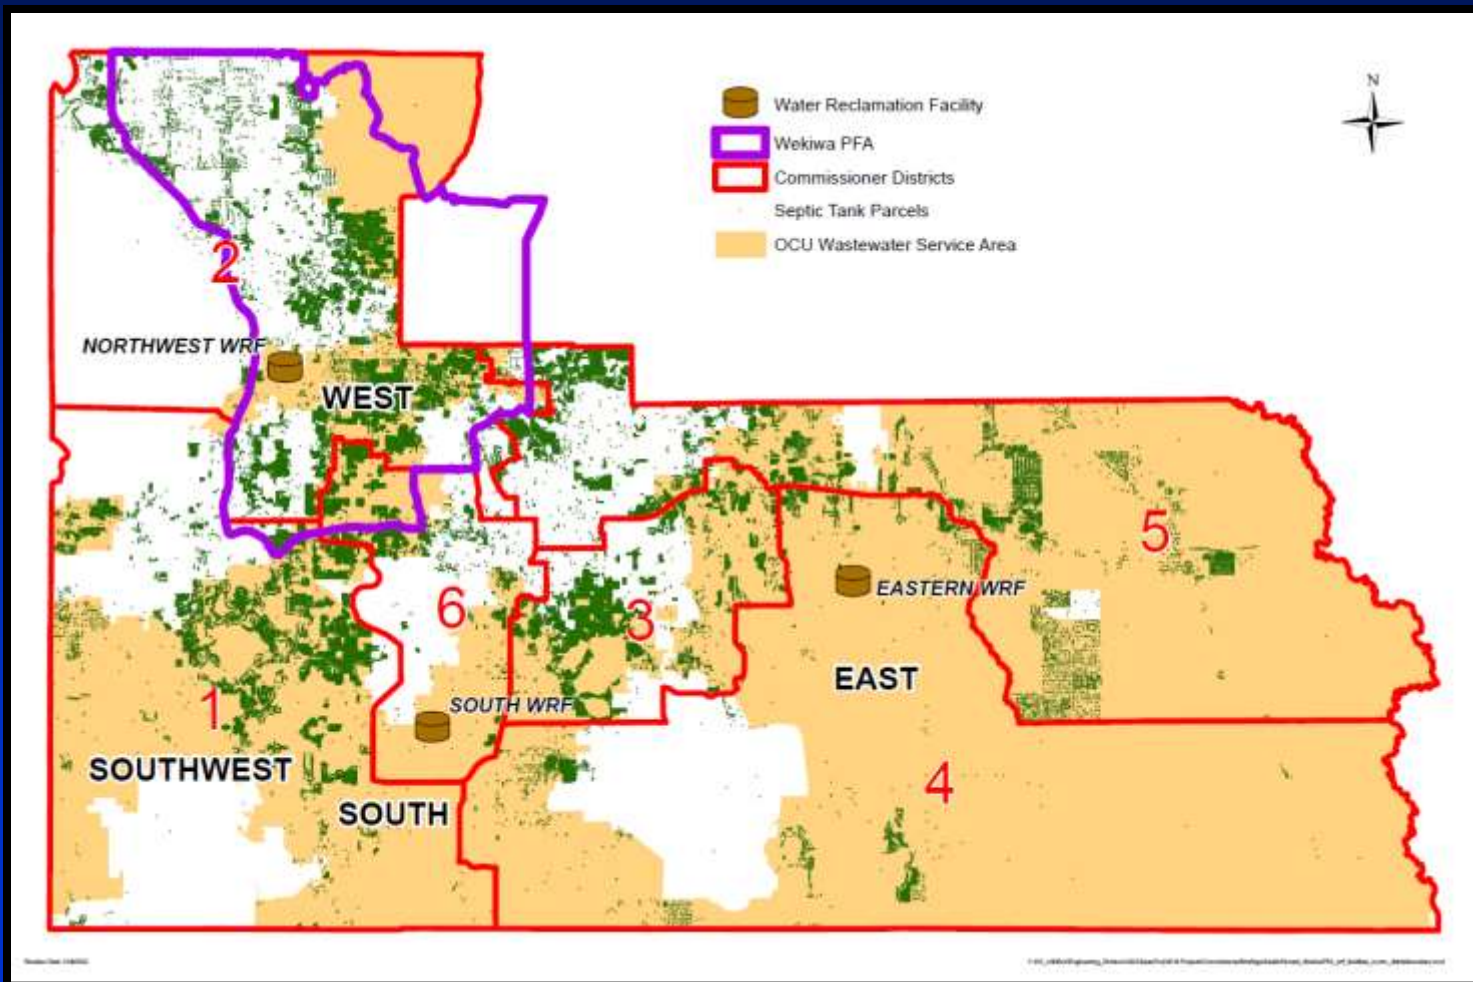 N
Water Reclamation Facility
Wekiwa PFA
Commissioner Districts
Septic Tank Parcels
OCU Wastewater Service Area
2
NORTHWEST WRF
WEST
5
EASTERN WRF
6
3
EAST
1
SOUTH WRF
SOUTHWEST
4
SOUTH